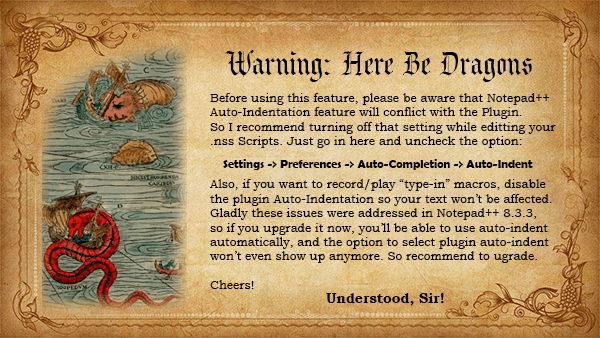 Warning: Here Be Dragons
Before using this feature, please be aware that Notepad++
Auto-Indentation feature will conflict with the Plugin.
So I recommend turning off that setting while editting your
.nss Scripts. Just go in here and uncheck the option:
Settings -> Preferences -> Auto-Completion -> Auto-Indent
Also, if you want to record/play “type-in” macros, disable
the plugin Auto-Indentation so your text won’t be affected.
Gladly these issues were addressed in Notepad++ 8.3.3,
so if you upgrade it now, you’ll be able to use auto-indent
automatically, and the option to select plugin auto-indent
won’t even show up anymore. So recommend to ugrade.
Cheers!
Understood, Sir!